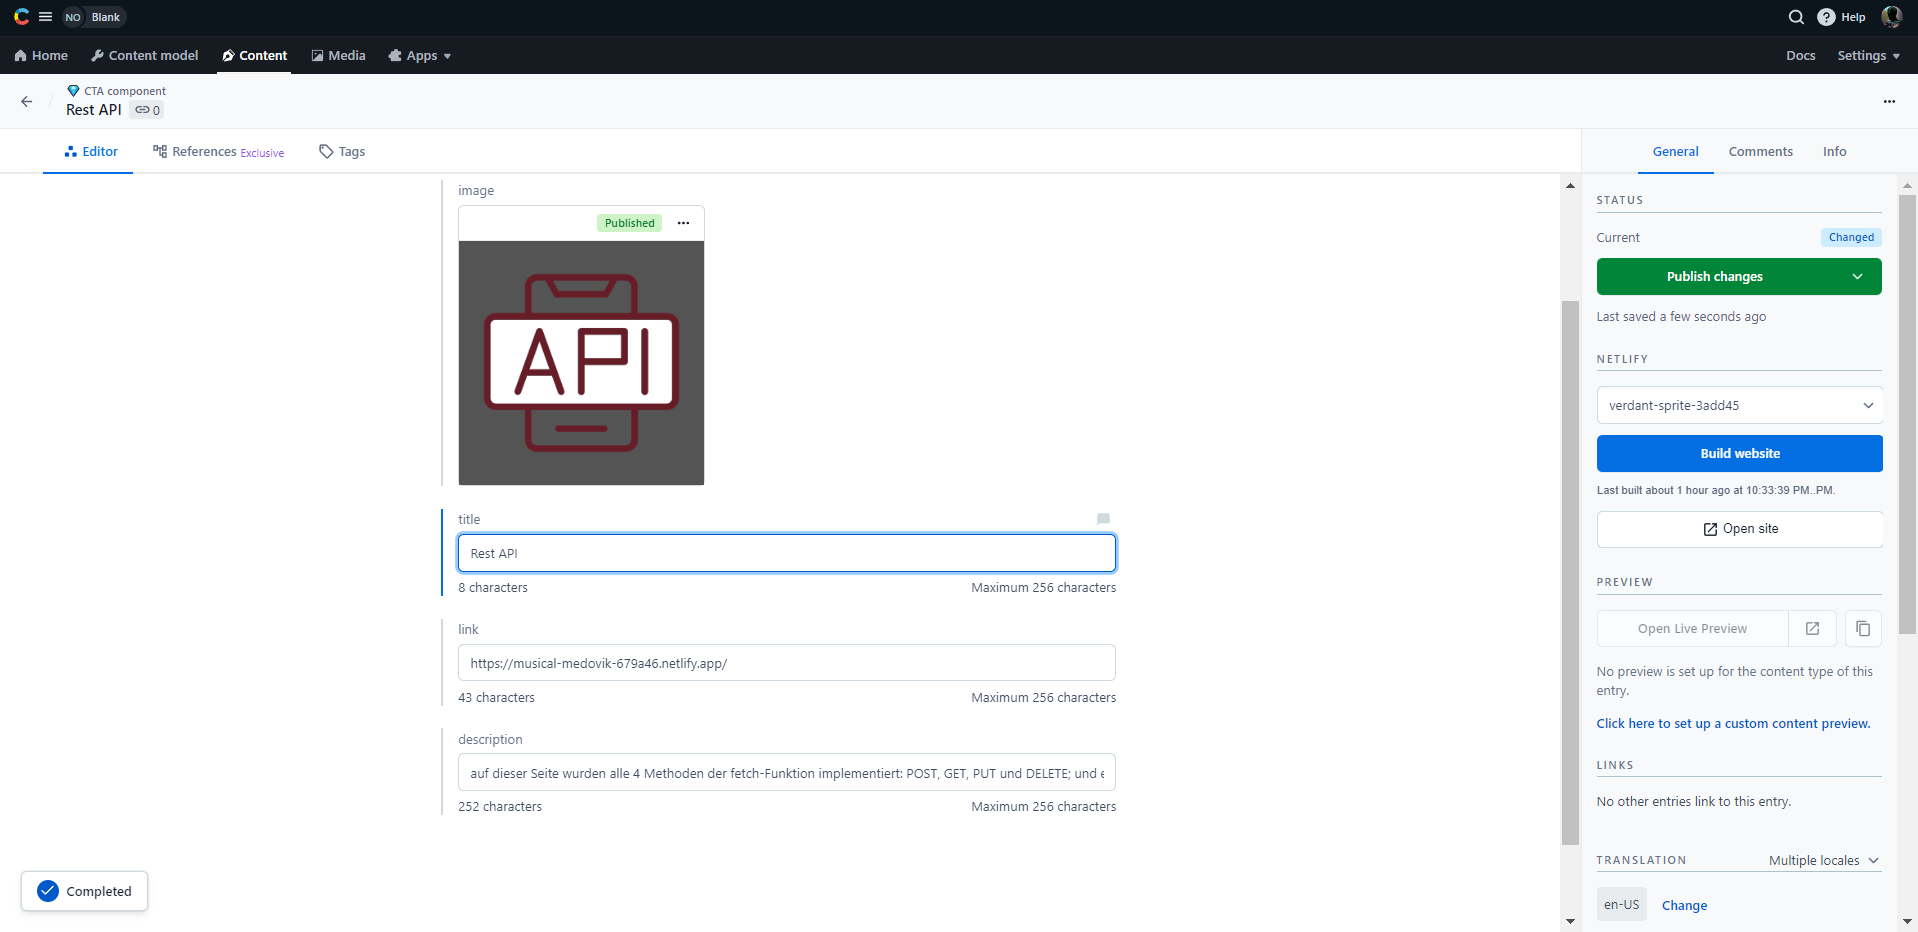 NO Blank
Help
Home Content model Content Media Apps
Docs Settings
CTA component
Rest API 0
Editor References Exclusive Tags
General Comments Info
image
Published
API
title
Rest API
8 characters Maximum 256 characters
link
https://musical-medovik-679a46.netlify.app/
43 characters Maximum 256 characters
description
auf dieser Seite wurden alle 4 Methoden der fetch-Funktion implementiert: POST, GET, PUT und DELETE; und e
252 characters Maximum 256 characters
Completed
STATUS
Current Changed
Publish changes
Last saved a few seconds ago
NETLIFY
verdant-sprite-3add45
Build website
Last built about 1 hour ago at 10:33:39 PM..PM.
Open site
PREVIEW
Open Live Preview
No preview is set up for the content type of this
entry.
Click here to set up a custom content preview.
LINKS
No other entries link to this entry.
TRANSLATION Multiple locales
en-US Change